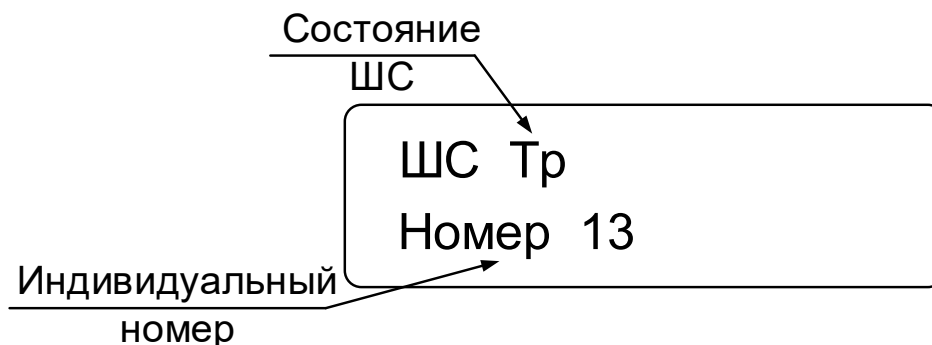 Состояние
ШС
ШС Тр
Номер 13
Индивидуальный
номер